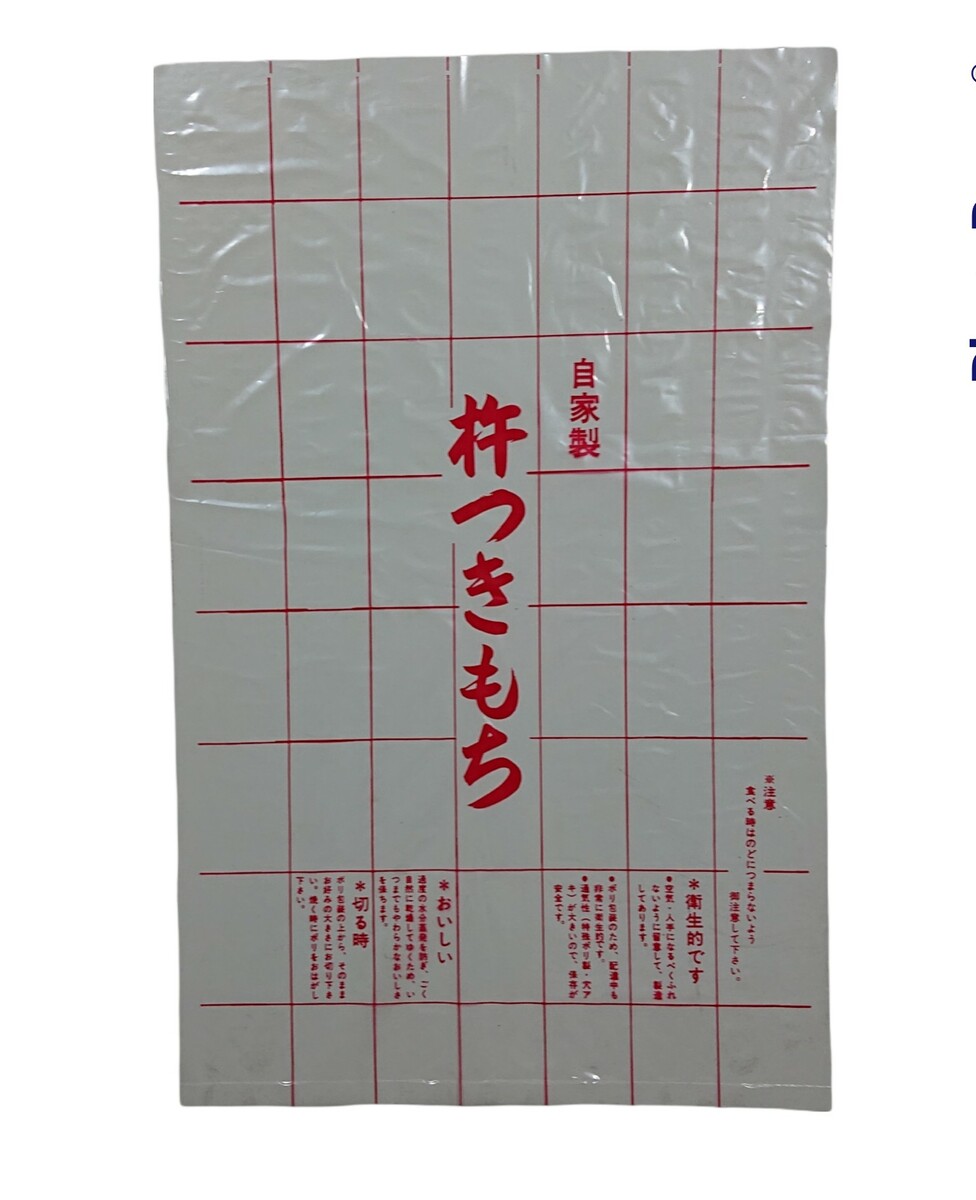 自家製
杵つきもち
※注意
食べる時はのどにつまらないよう
御注意して下さい。
＊衛生的です
●空気・人手になるべくふれ
ないように留意して、製造
してあります。
●ポリ包装のため、配達中も
非常に衛生的です。
●通気性（特殊ポリ製・穴ア
キ）が大きいので、保存が
安全です。
＊おいしい
適度の水分蒸発を防ぎ、ごく
自然に乾燥してゆくため、い
つまでもやわらかなおいしさ
を保ちます。
＊切る時
ポリ包装の上から、そのまま
お好みの大きさにお切り下さ
い。焼く時にポリをおはがし
下さい。